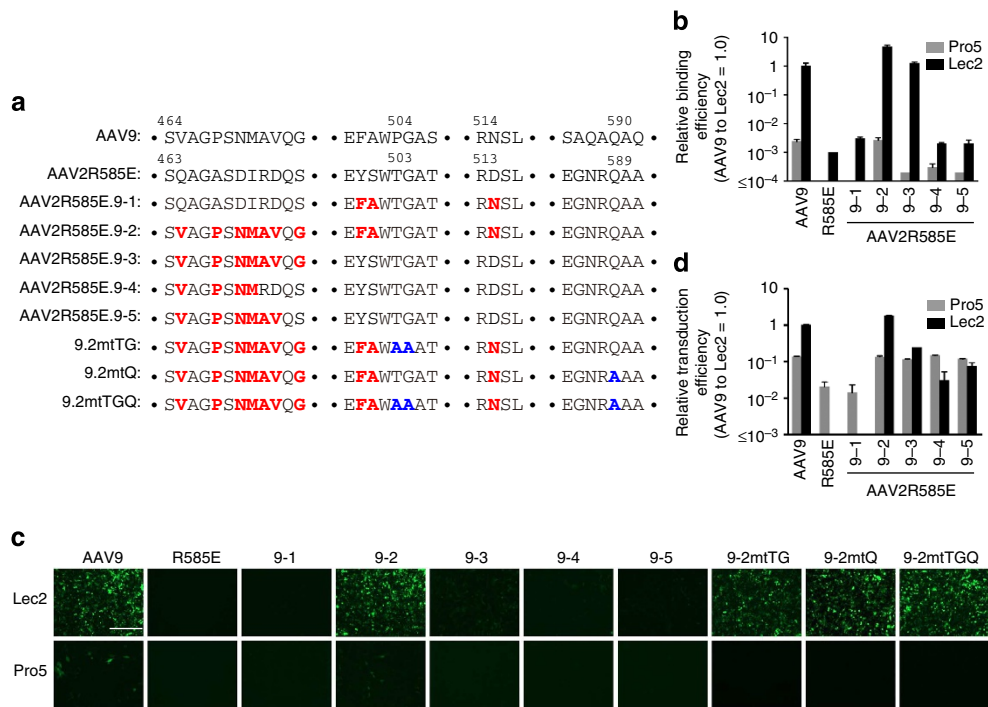 a
464 504 514 590
AAV9: • SVAGPSNMAVQG • • EFAWPGAS • • RNSL • • SAQAQAQ •
463 503 513 589
AAV2R585E: • SQAGASDIRDQS • • EYSWTGAT • • RDSL • • EGNRQAA •
AAV2R585E.9-1: • SQAGASDIRDQS • • EFAWTGAT • • RNSL • • EGNRQAA •
AAV2R585E.9-2: • SVAGPSNMAVQG • • EFAWTGAT • • RNSL • • EGNRQAA •
AAV2R585E.9-3: • SVAGPSNMAVQG • • EYSWTGAT • • RDSL • • EGNRQAA •
AAV2R585E.9-4: • SVAGPSNMRDQS • • EYSWTGAT • • RDSL • • EGNRQAA •
AAV2R585E.9-5: • SVAGPSNMAVQS • • EYSWTGAT • • RDSL • • EGNRQAA •
9.2mtTG: • SVAGPSNMAVQG • • EFAWAAAT • • RNSL • • EGNRQAA •
9.2mtQ: • SVAGPSNMAVQG • • EFAWTGAT • • RNSL • • EGNRAAA •
9.2mtTGQ: • SVAGPSNMAVQG • • EFAWAAAT • • RNSL • • EGNRAAA •
b
Relative binding
efficiency
(AAV9 to Lec2 = 1.0)
10
1
10⁻¹
10⁻²
10⁻³
≤10⁻⁴
Pro5
Lec2
AAV9 R585E 9–1 9–2 9–3 9–4 9–5
AAV2R585E
d
Relative transduction
efficiency
(AAV9 to Lec2 = 1.0)
10
1
10⁻¹
10⁻²
≤10⁻³
Pro5
Lec2
AAV9 R585E 9–1 9–2 9–3 9–4 9–5
AAV2R585E
c
AAV9 R585E 9-1 9-2 9-3 9-4 9-5 9-2mtTG 9-2mtQ 9-2mtTGQ
Lec2
Pro5